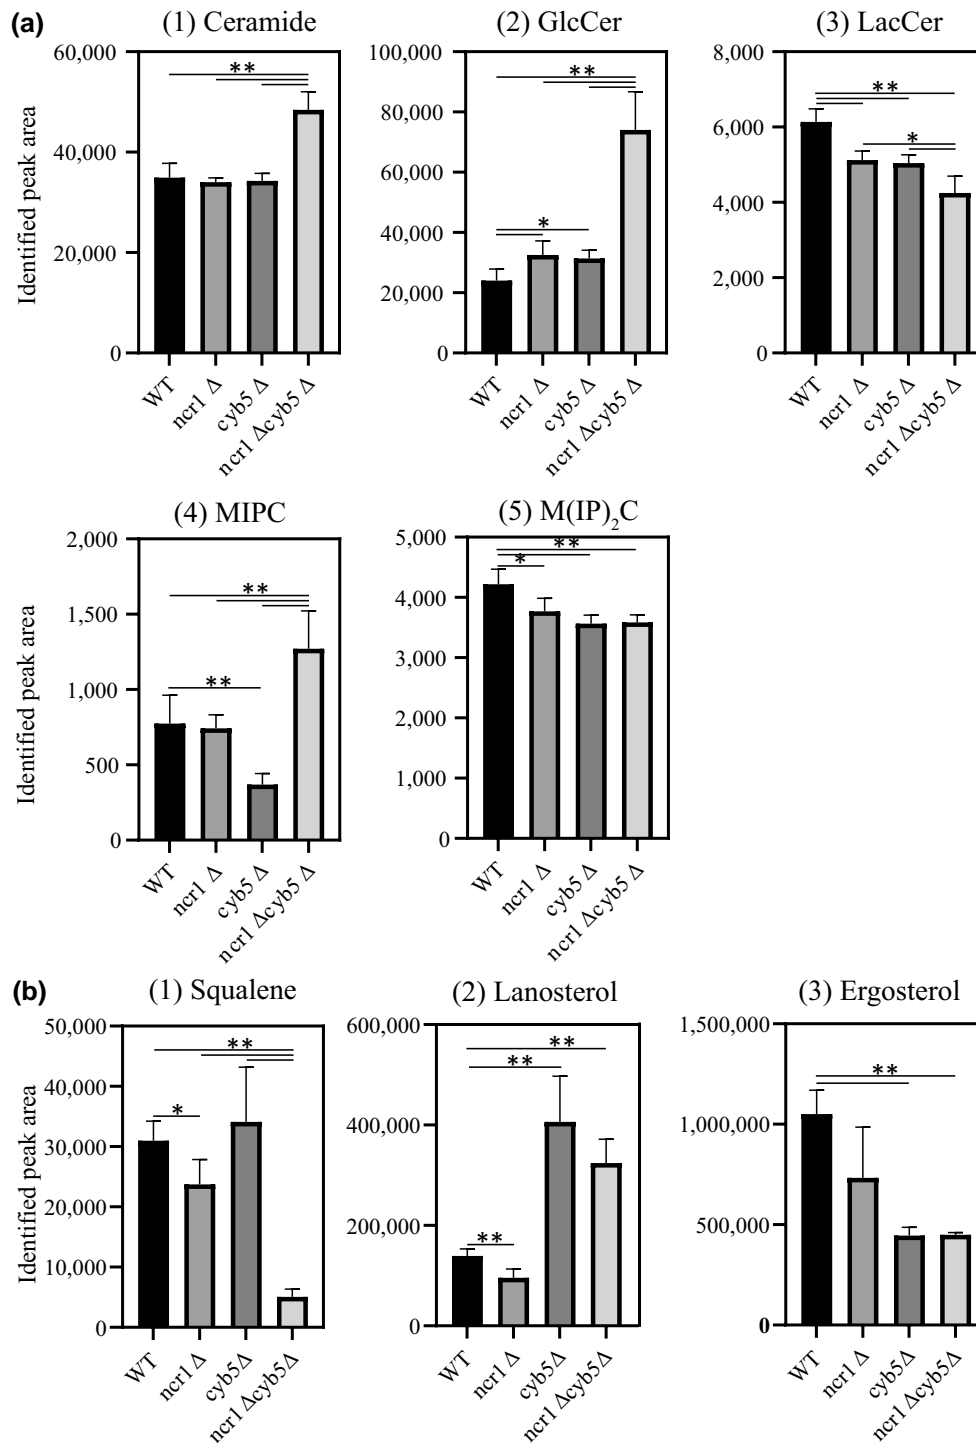 (a)
(1) Ceramide
Identified peak area
60,000
40,000
20,000
0
**
WT
ncr1 Δ
cyb5 Δ
ncr1 Δcyb5 Δ
(2) GlcCer
100,000
80,000
60,000
40,000
20,000
0
**
*
WT
ncr1 Δ
cyb5 Δ
ncr1 Δcyb5 Δ
(3) LacCer
8,000
6,000
4,000
2,000
0
**
*
WT
ncr1 Δ
cyb5 Δ
ncr1 Δcyb5 Δ
(4) MIPC
Identified peak area
2,000
1,500
1,000
500
0
**
**
WT
ncr1 Δ
cyb5 Δ
ncr1 Δcyb5 Δ
(5) M(IP)₂C
5,000
4,000
3,000
2,000
1,000
0
**
*
WT
ncr1 Δ
cyb5 Δ
ncr1 Δcyb5 Δ
(b)
(1) Squalene
Identified peak area
50,000
40,000
30,000
20,000
10,000
0
**
*
WT
ncr1 Δ
cyb5Δ
ncr1 Δcyb5Δ
(2) Lanosterol
600,000
400,000
200,000
0
**
**
**
WT
ncr1 Δ
cyb5Δ
ncr1 Δcyb5Δ
(3) Ergosterol
1,500,000
1,000,000
500,000
0
**
WT
ncr1 Δ
cyb5Δ
ncr1 Δcyb5Δ